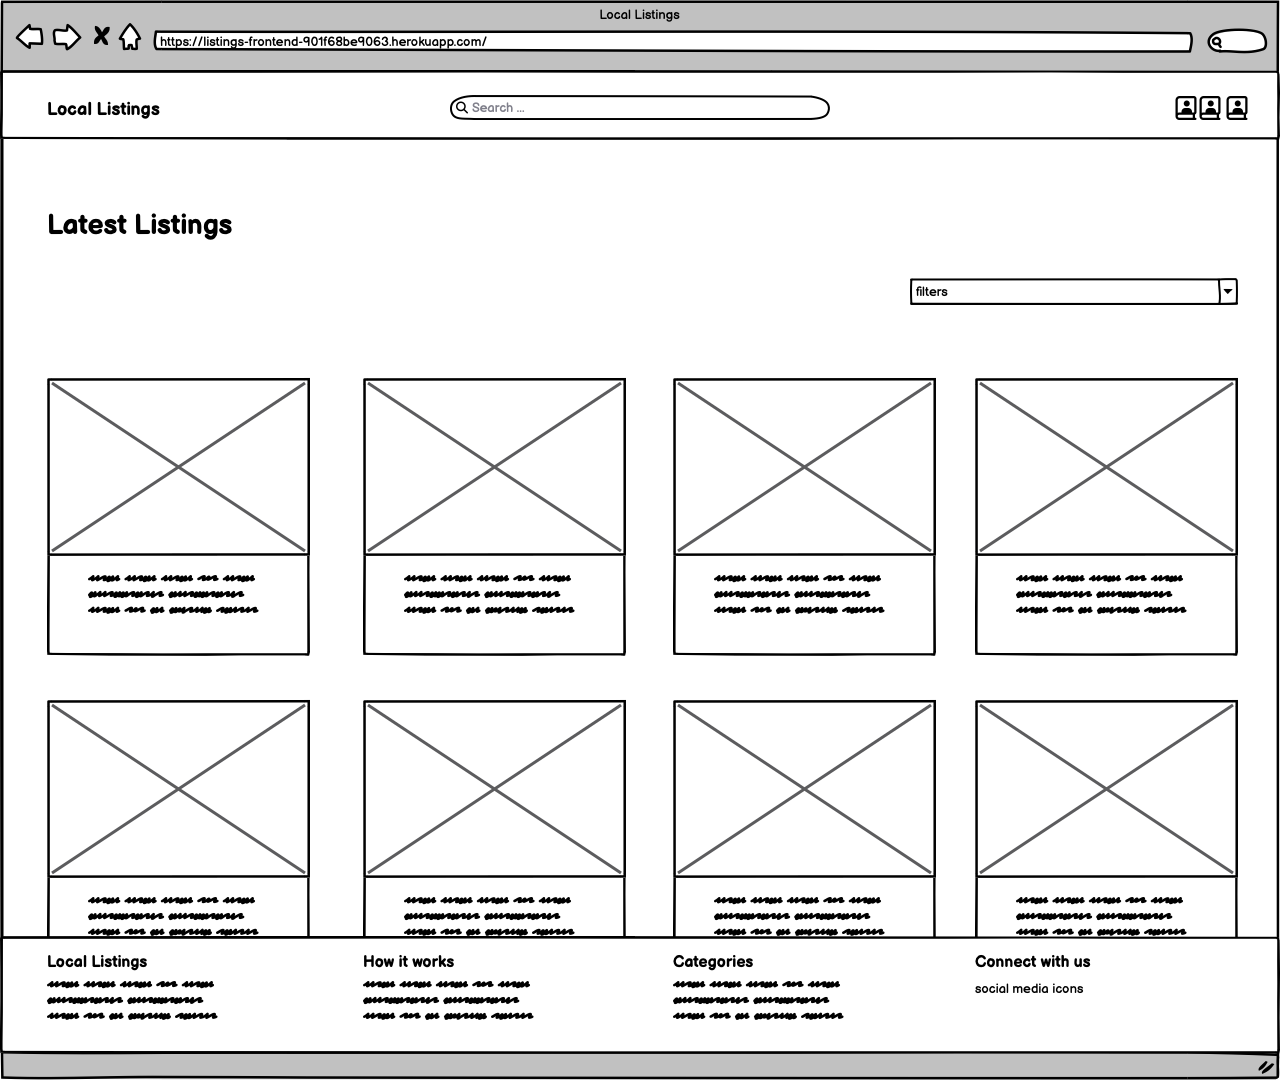 Local Listings
https://listings-frontend-901f68be9063.herokuapp.com/
Local Listings
Search ...
Latest Listings
filters
Local Listings
How it works
Categories
Connect with us
social media icons